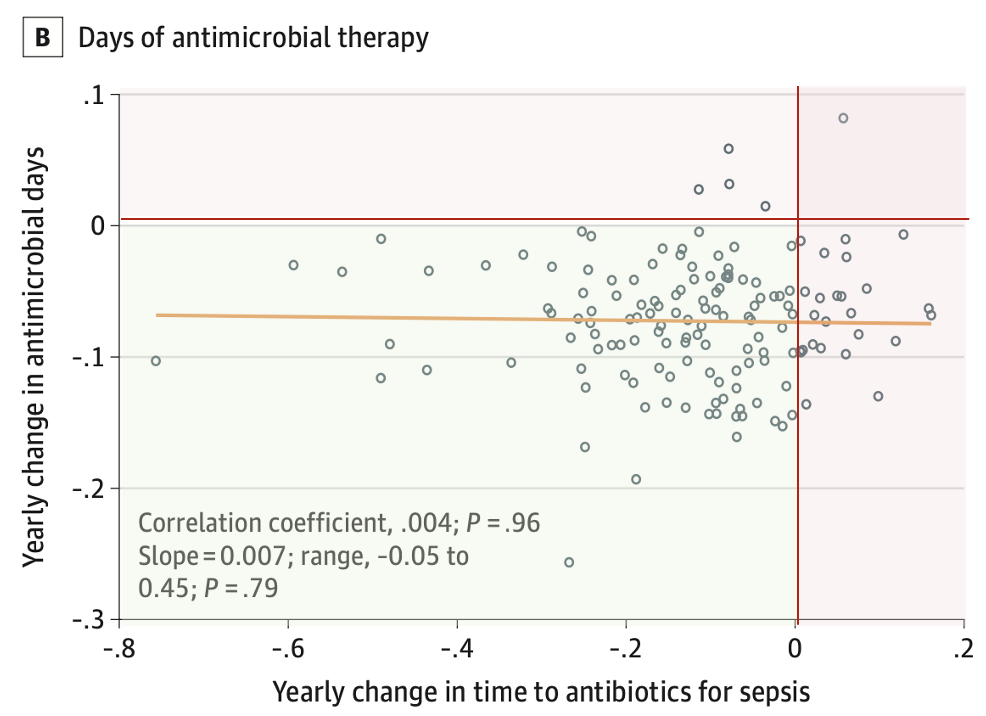 B Days of antimicrobial therapy
Yearly change in antimicrobial days
.1
0
-.1
-.2
-.3
Correlation coefficient, .004; P = .96
Slope = 0.007; range, -0.05 to
0.45; P = .79
-.8 -.6 -.4 -.2 0 .2
Yearly change in time to antibiotics for sepsis